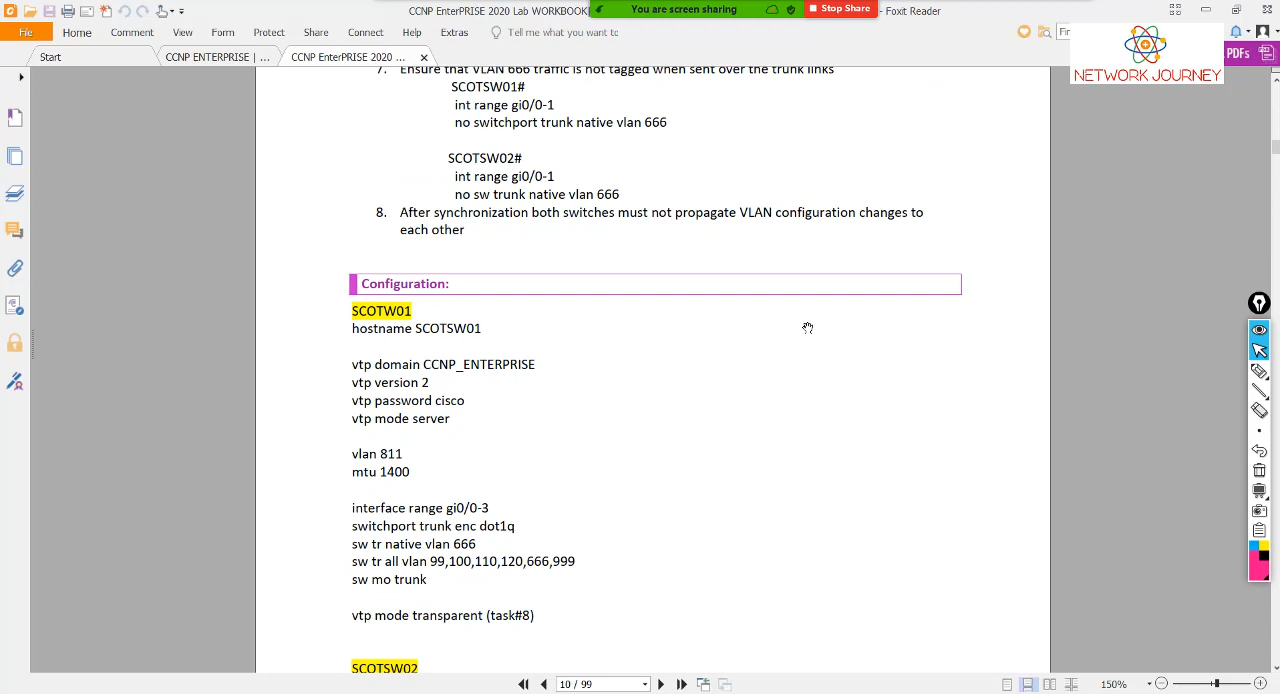 CCNP EnterPRISE 2020 Lab WORKBOOK
You are screen sharing
Stop Share
- Foxit Reader
File
Home
Comment
View
Form
Protect
Share
Connect
Help
Extras
Tell me what you want to
Start
CCNP ENTERPRISE | ...
CCNP EnterPRISE 2020 ...
PDFs
NETWORK JOURNEY
7. Ensure that VLAN 666 traffic is not tagged when sent over the trunk links
SCOTSW01#
int range gi0/0-1
no switchport trunk native vlan 666
SCOTSW02#
int range gi0/0-1
no sw trunk native vlan 666
8. After synchronization both switches must not propagate VLAN configuration changes to
each other
Configuration:
SCOTW01
hostname SCOTSW01
vtp domain CCNP_ENTERPRISE
vtp version 2
vtp password cisco
vtp mode server
vlan 811
mtu 1400
interface range gi0/0-3
switchport trunk enc dot1q
sw tr native vlan 666
sw tr all vlan 99,100,110,120,666,999
sw mo trunk
vtp mode transparent (task#8)
SCOTSW02
10 / 99
150%